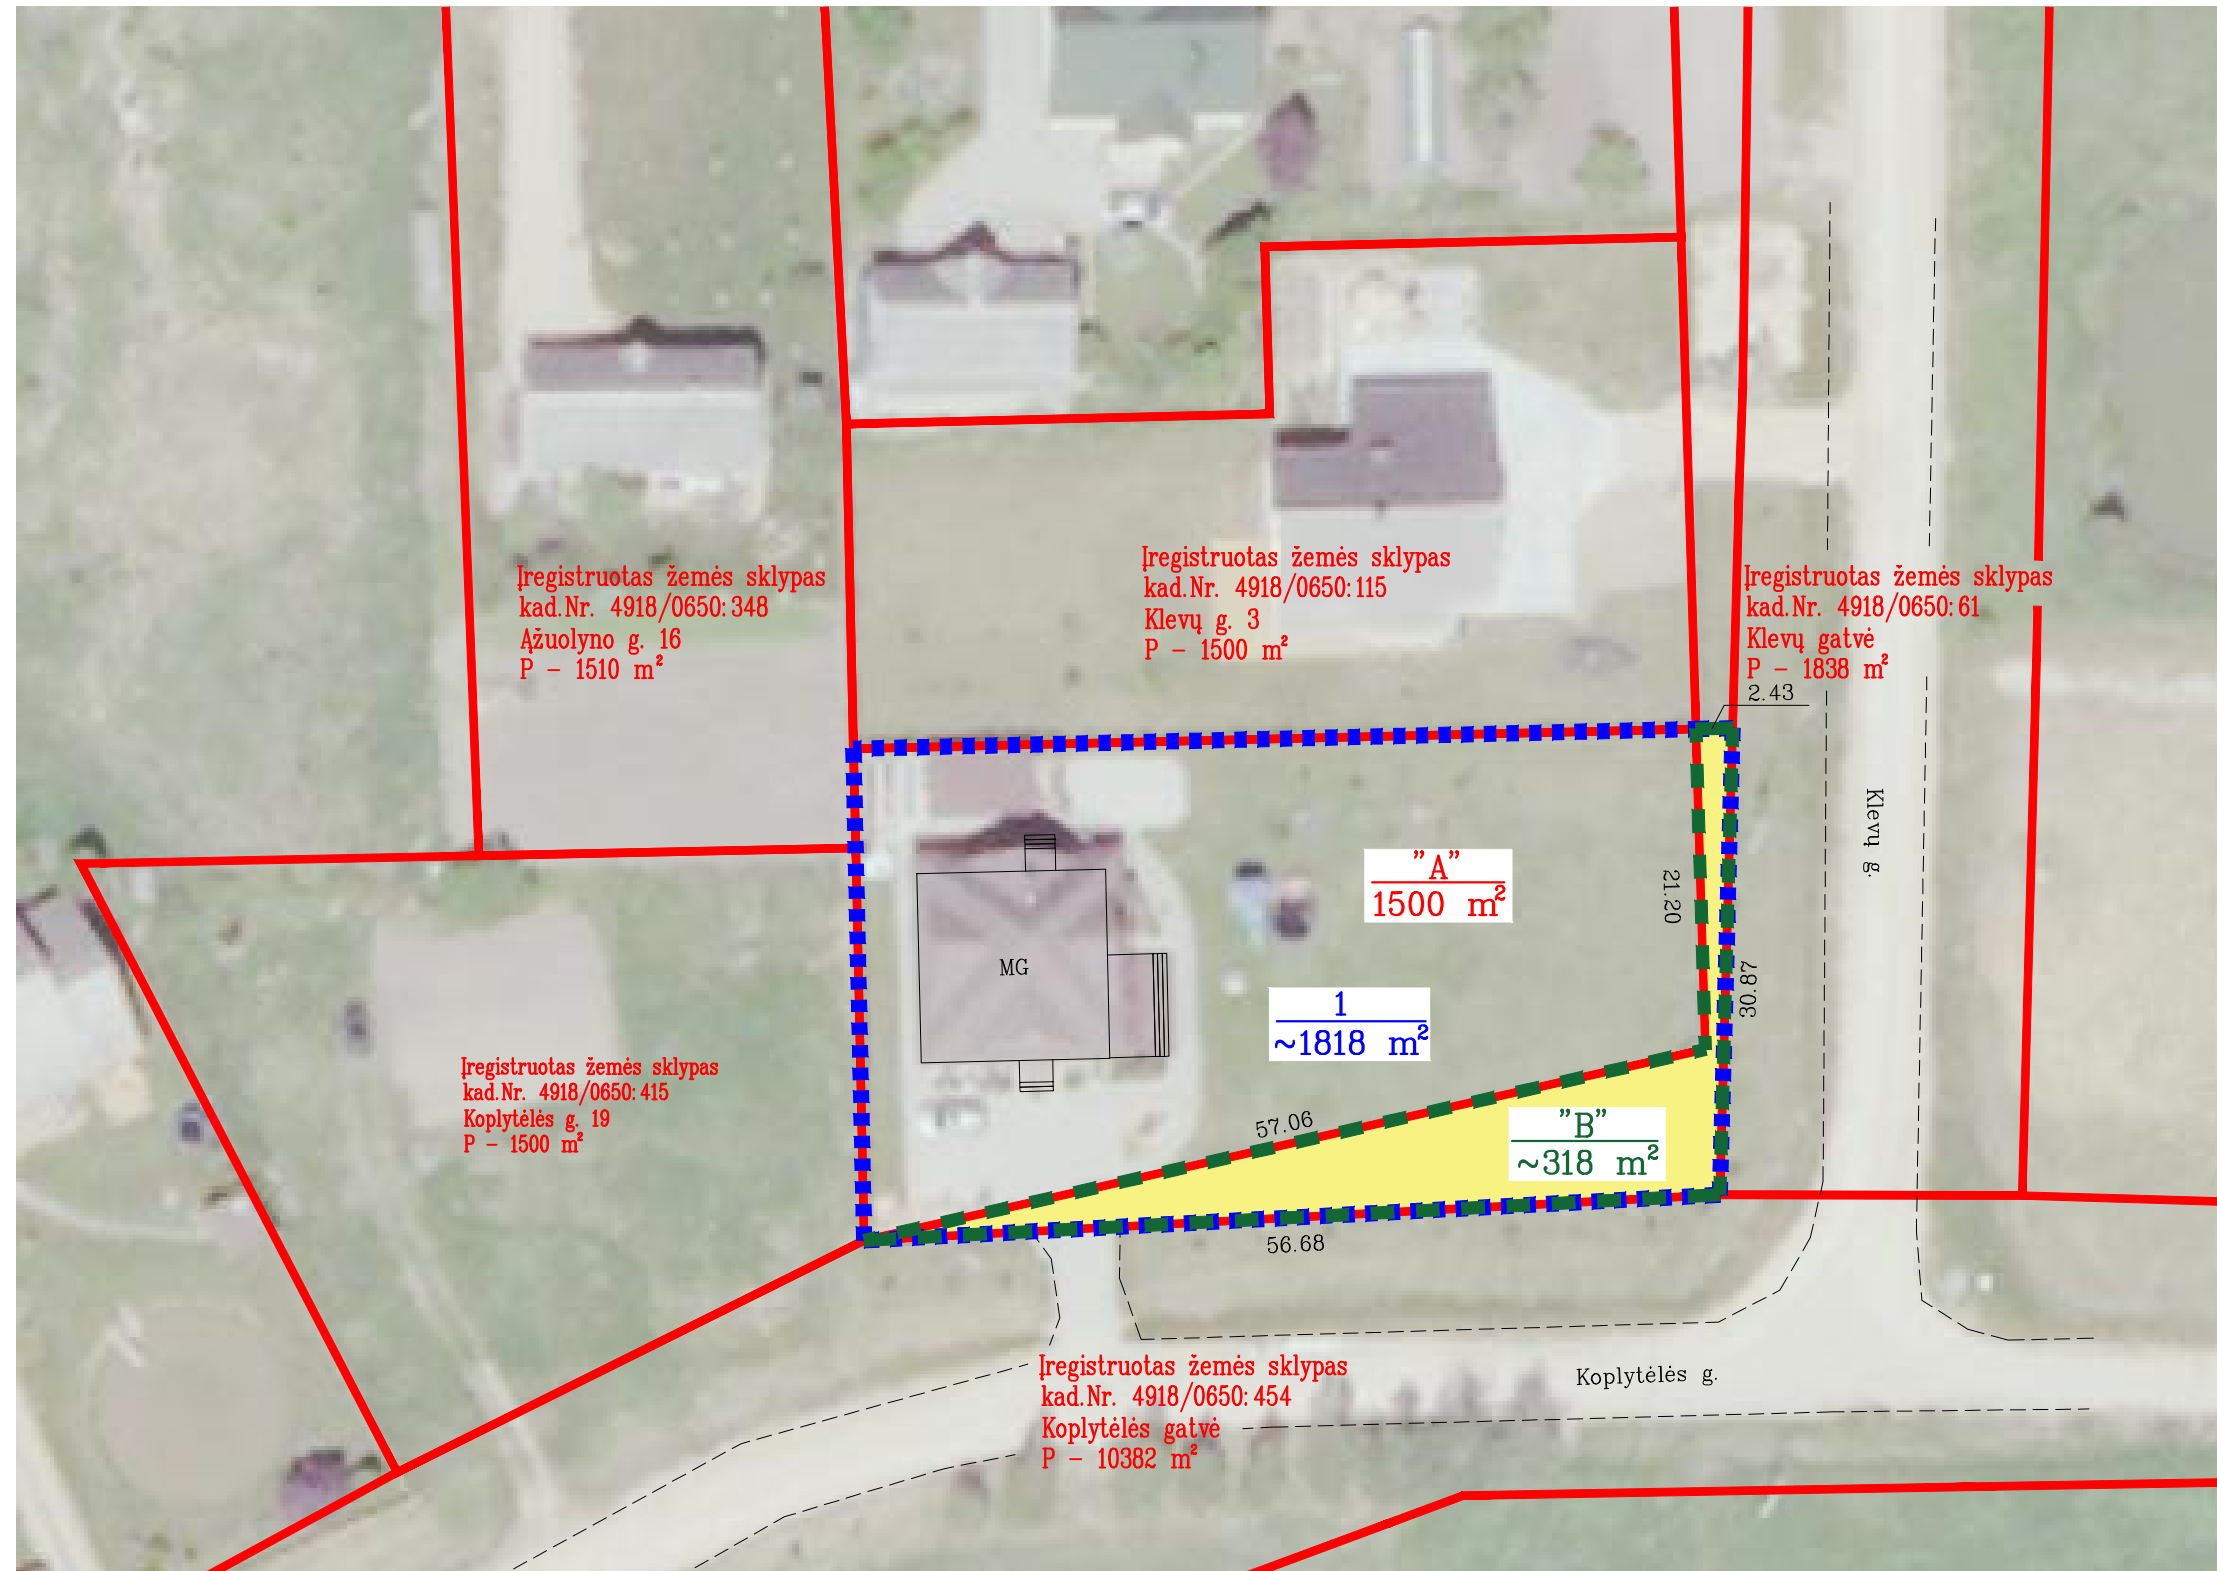 Įregistruotas žemės sklypas
kad.Nr. 4918/0650:348
Ąžuolyno g. 16
P - 1510 m²
Įregistruotas žemės sklypas
kad.Nr. 4918/0650:115
Klevų g. 3
P - 1500 m²
Įregistruotas žemės sklypas
kad.Nr. 4918/0650:61
Klevų gatvė
P - 1838 m²
2.43
Klevų g.
"A"
1500 m²
21.20
30.87
MG
1
~1818 m²
Įregistruotas žemės sklypas
kad.Nr. 4918/0650:415
Koplytėlės g. 19
P - 1500 m²
57.06
"B"
~318 m²
56.68
Įregistruotas žemės sklypas
kad.Nr. 4918/0650:454
Koplytėlės gatvė
P - 10382 m²
Koplytėlės g.